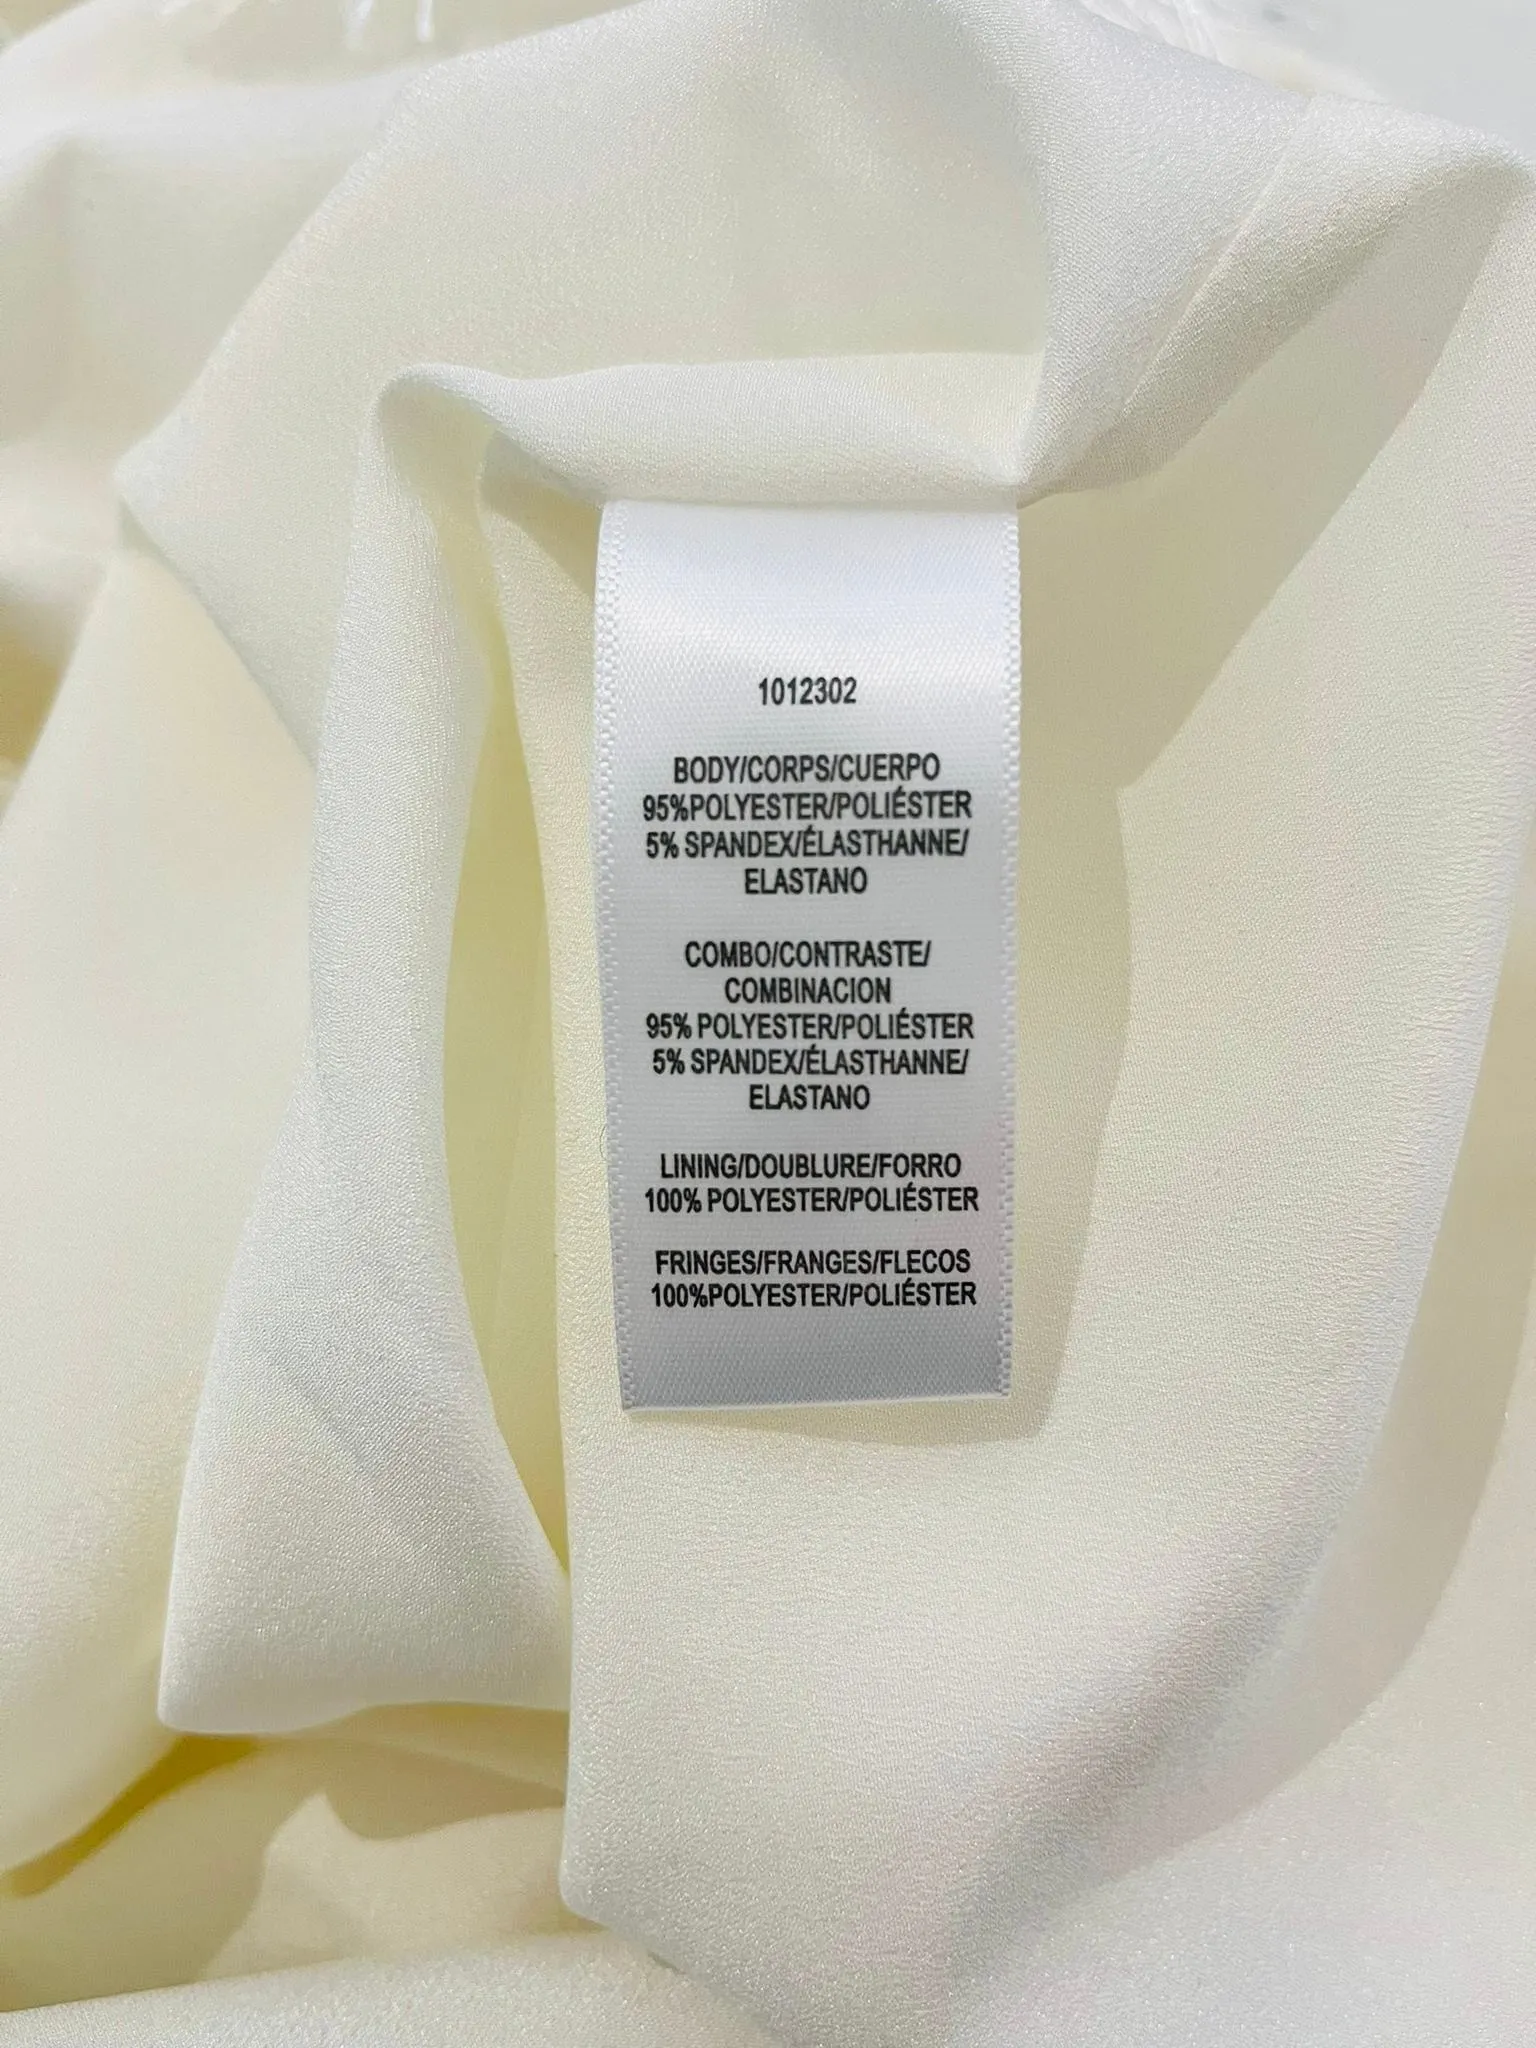 1012302
BODY/CORPS/CUERPO
95%POLYESTER/POLIÉSTER
5% SPANDEX/ÉLASTHANNE/
ELASTANO
COMBO/CONTRASTE/
COMBINACION
95% POLYESTER/POLIÉSTER
5% SPANDEX/ÉLASTHANNE/
ELASTANO
LINING/DOUBLURE/FORRO
100% POLYESTER/POLIÉSTER
FRINGES/FRANGES/FLECOS
100%POLYESTER/POLIÉSTER